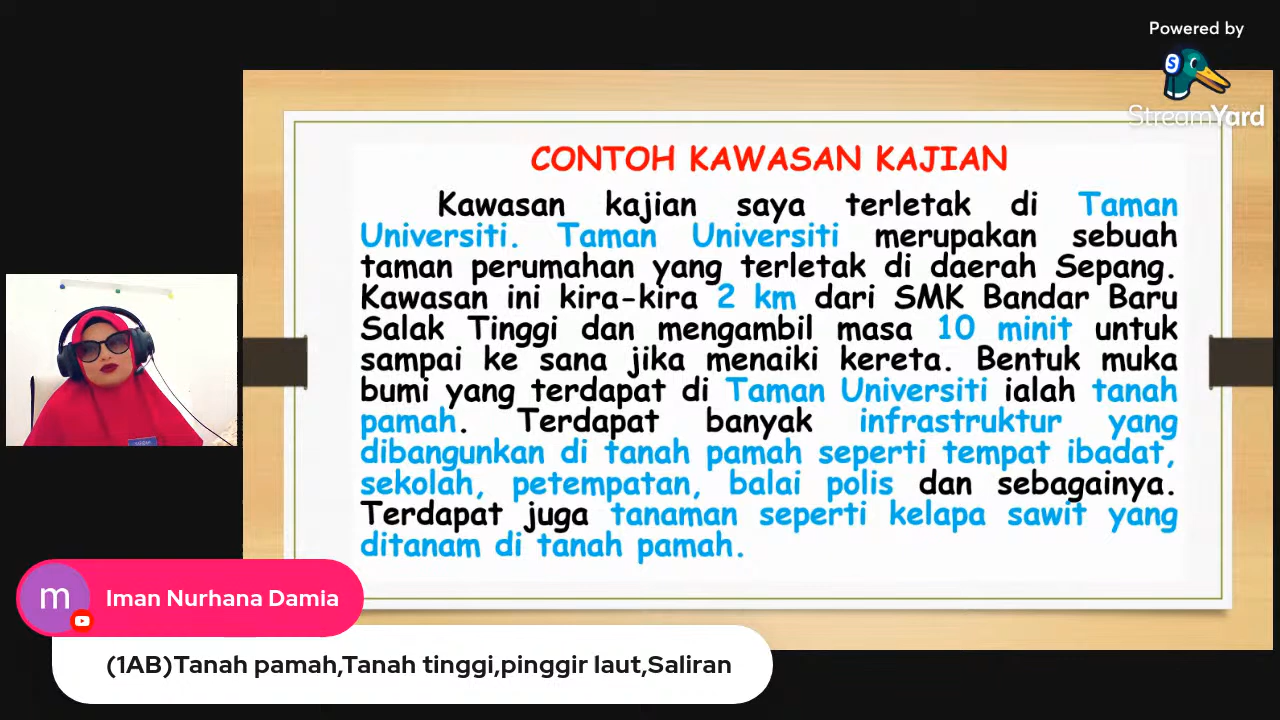 Powered by
StreamYard
CONTOH KAWASAN KAJIAN
Kawasan kajian saya terletak di Taman
Universiti. Taman Universiti merupakan sebuah
taman perumahan yang terletak di daerah Sepang.
Kawasan ini kira-kira 2 km dari SMK Bandar Baru
Salak Tinggi dan mengambil masa 10 minit untuk
sampai ke sana jika menaiki kereta. Bentuk muka
bumi yang terdapat di Taman Universiti ialah tanah
pamah. Terdapat banyak infrastruktur yang
dibangunkan di tanah pamah seperti tempat ibadat,
sekolah, petempatan, balai polis dan sebagainya.
Terdapat juga tanaman seperti kelapa sawit yang
ditanam di tanah pamah.
m
Iman Nurhana Damia
(1AB)Tanah pamah,Tanah tinggi,pinggir laut,Saliran